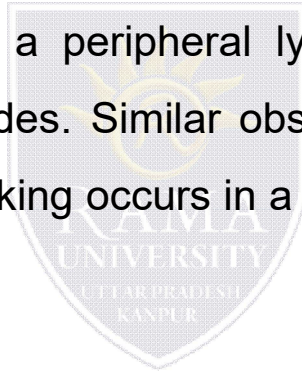 a peripheral ly
des. Similar obs
king occurs in a
RAMA
UNIVERSITY
UTTAR PRADESH
KANPUR